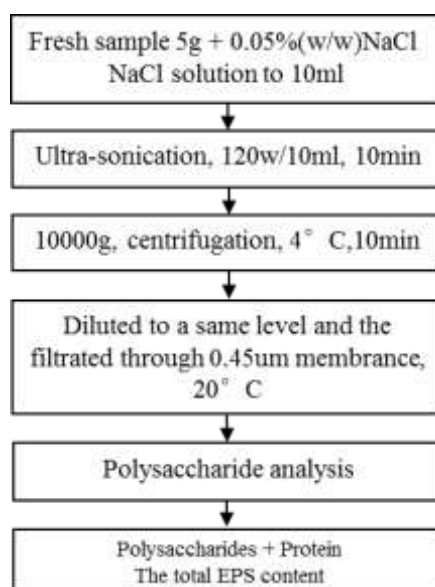 Fresh sample 5g + 0.05%(w/w)NaCl
NaCl solution to 10ml
Ultra-sonication, 120w/10ml, 10min
10000g, centrifugation, 4° C,10min
Diluted to a same level and the
filtrated through 0.45um membrance,
20° C
Polysaccharide analysis
Polysaccharides + Protein
The total EPS content